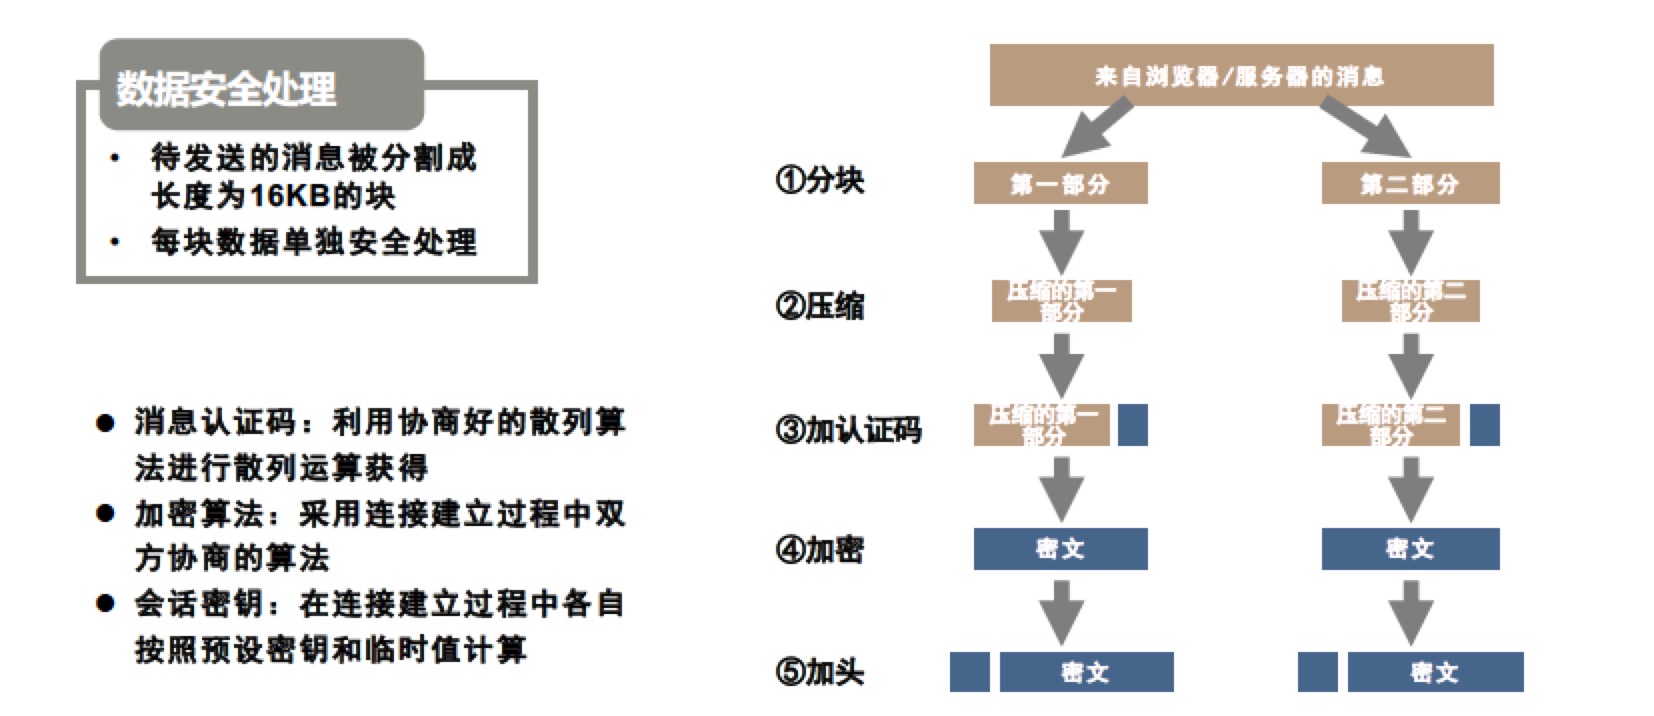 数据安全处理
• 待发送的消息被分割成
长度为16KB的块
• 每块数据单独安全处理
● 消息认证码：利用协商好的散列算
法进行散列运算获得
● 加密算法：采用连接建立过程中双
方协商的算法
● 会话密钥：在连接建立过程中各自
按照预设密钥和临时值计算
来自浏览器/服务器的消息
①分块
第一部分
第二部分
②压缩
压缩的第一
部分
压缩的第二
部分
③加认证码
压缩的第一
部分
压缩的第二
部分
④加密
密文
密文
⑤加头
密文
密文